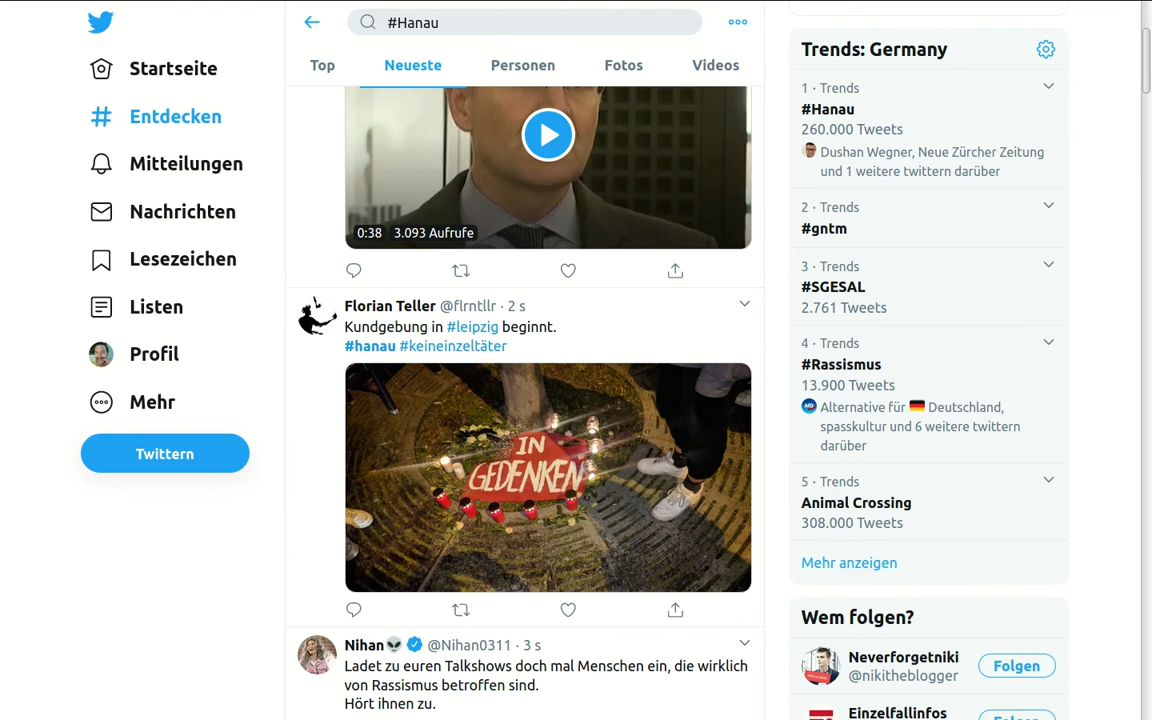 Startseite
Entdecken
Mitteilungen
Nachrichten
Lesezeichen
Listen
Profil
Mehr
Twittern
#Hanau
Top
Neueste
Personen
Fotos
Videos
0:38 3.093 Aufrufe
Florian Teller @flrntllr · 2 s
Kundgebung in #leipzig beginnt.
#hanau #keineinzeltäter
IN
GEDENKEN
Nihan @Nihan0311 · 3 s
Ladet zu euren Talkshows doch mal Menschen ein, die wirklich
von Rassismus betroffen sind.
Hört ihnen zu.
Trends: Germany
1 · Trends
#Hanau
260.000 Tweets
Dushan Wegner, Neue Zürcher Zeitung
und 1 weitere twittern darüber
2 · Trends
#gntm
3 · Trends
#SGESAL
2.761 Tweets
4 · Trends
#Rassismus
13.900 Tweets
AfD
Alternative für Deutschland,
spasskultur und 6 weitere twittern
darüber
5 · Trends
Animal Crossing
308.000 Tweets
Mehr anzeigen
Wem folgen?
Neverforgetniki
@nikitheblogger
Folgen
Einzelfallinfos
Folgen